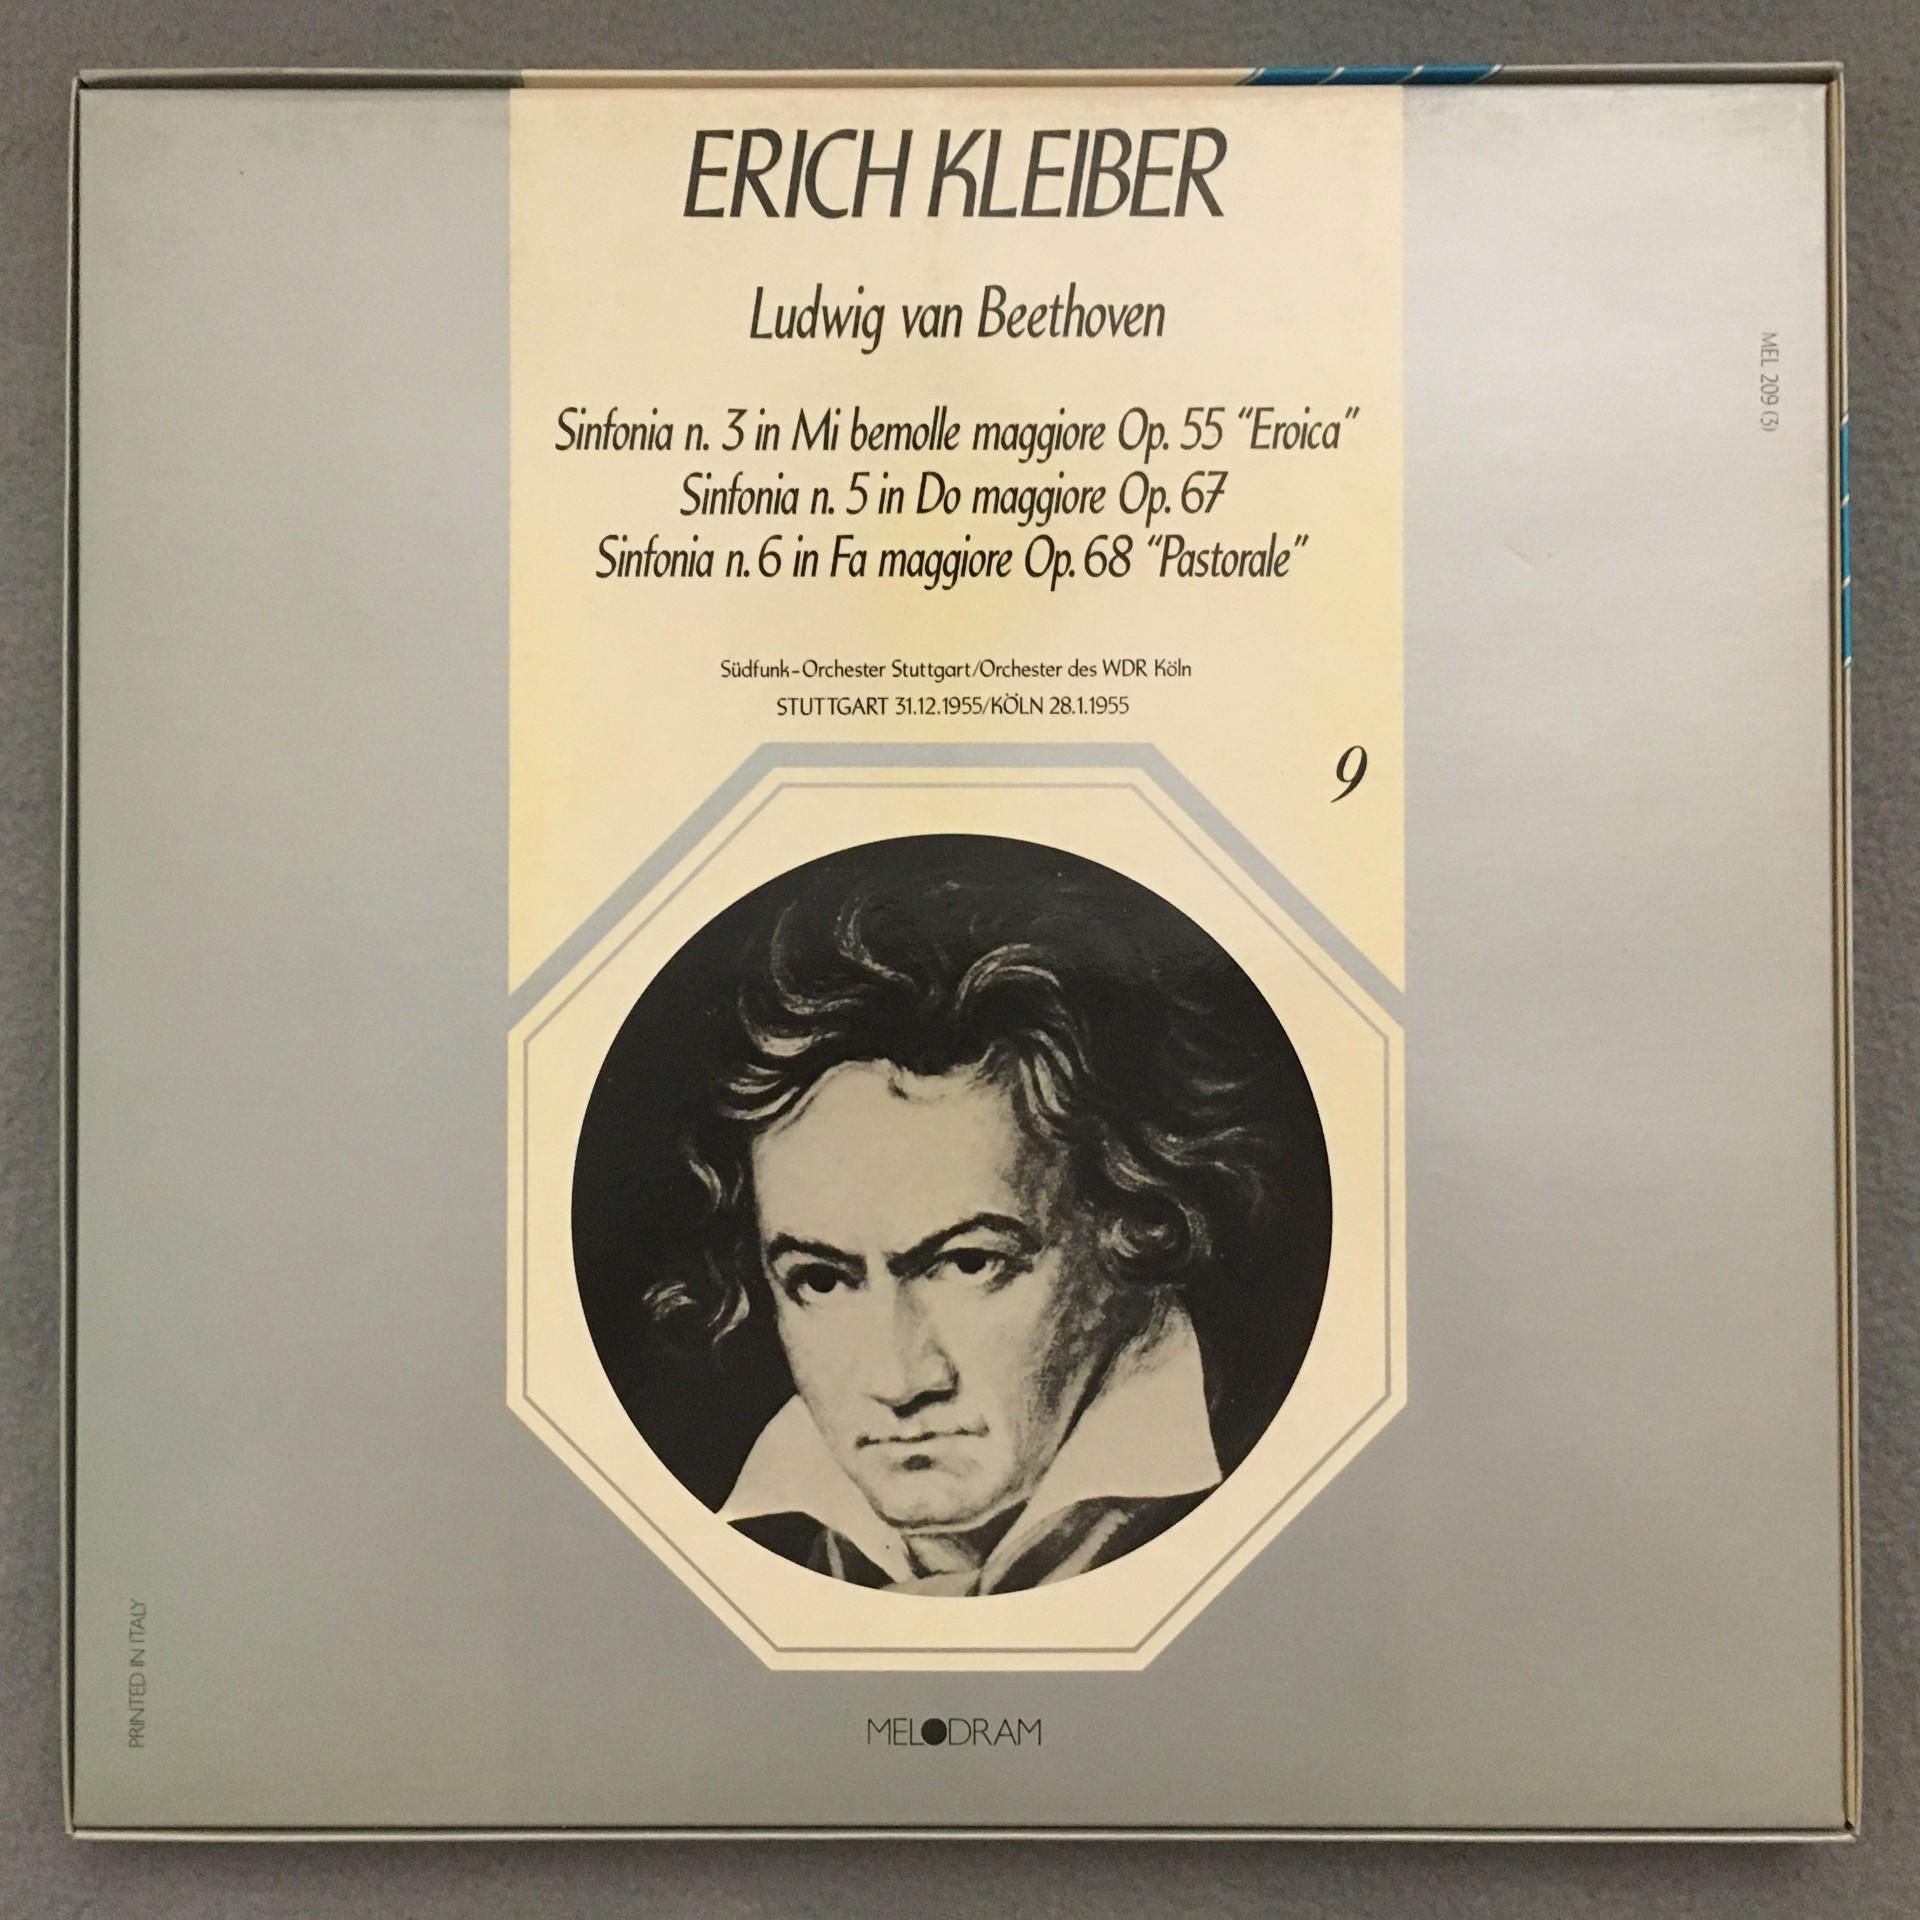 ERICH KLEIBER
Ludwig van Beethoven
Sinfonia n. 3 in Mi bemolle maggiore Op. 55 “Eroica”
Sinfonia n. 5 in Do maggiore Op. 67
Sinfonia n. 6 in Fa maggiore Op. 68 “Pastorale”
Südfunk-Orchester Stuttgart/Orchester des WDR Köln
STUTTGART 31.12.1955/KÖLN 28.1.1955
9
MEL 209 (3)
PRINTED IN ITALY
MELODRAM